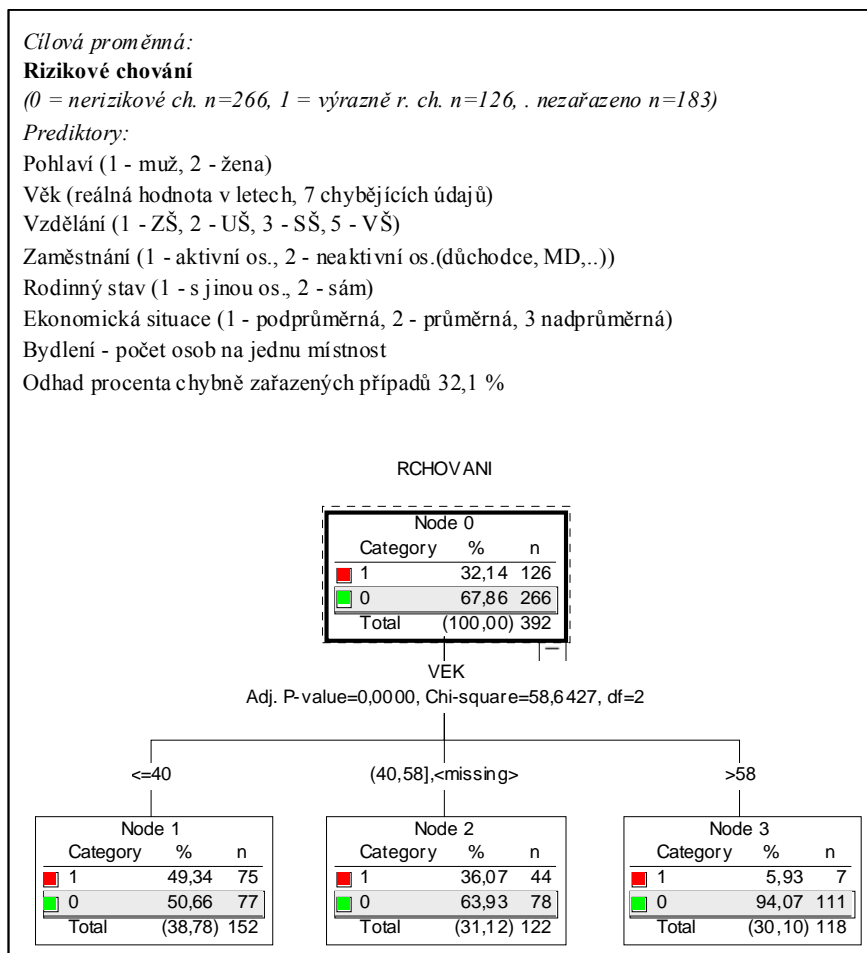 Cílová proměnná:
Rizikové chování
(0 = nerizikové ch. n=266, 1 = výrazně r. ch. n=126, . nezařazeno n=183)
Prediktory:
Pohlaví (1 - muž, 2 - žena)
Věk (reálná hodnota v letech, 7 chybějících údajů)
Vzdělání (1 - ZŠ, 2 - UŠ, 3 - SŠ, 5 - VŠ)
Zaměstnání (1 - aktivní os., 2 - neaktivní os.(důchodce, MD,..))
Rodinný stav (1 - s jinou os., 2 - sám)
Ekonomická situace (1 - podprůměrná, 2 - průměrná, 3 nadprůměrná)
Bydlení - počet osob na jednu místnost
Odhad procenta chybně zařazených případů 32,1 %
RCHOVANI
Node 0
Category % n
1 32,14 126
0 67,86 266
Total (100,00) 392
VEK
Adj. P-value=0,0000, Chi-square=58,6427, df=2
<=40
Node 1
Category % n
1 49,34 75
0 50,66 77
Total (38,78) 152
(40,58],<missing>
Node 2
Category % n
1 36,07 44
0 63,93 78
Total (31,12) 122
>58
Node 3
Category % n
1 5,93 7
0 94,07 111
Total (30,10) 118